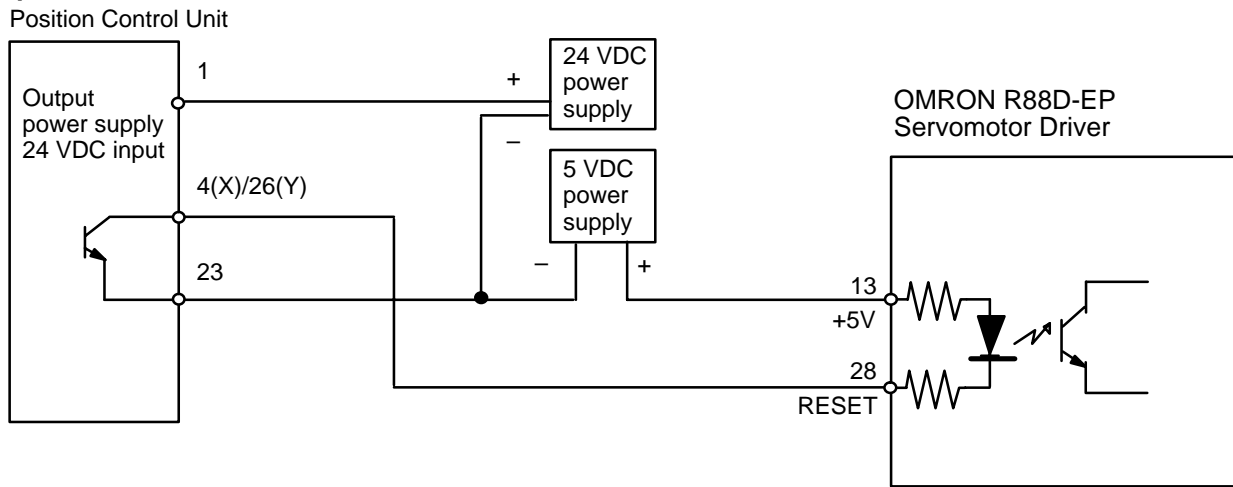 Position Control Unit
1
Output
power supply
24 VDC input
4(X)/26(Y)
23
+
–
24 VDC
power
supply
5 VDC
power
supply
–
+
OMRON R88D-EP
Servomotor Driver
13
+5V
28
RESET